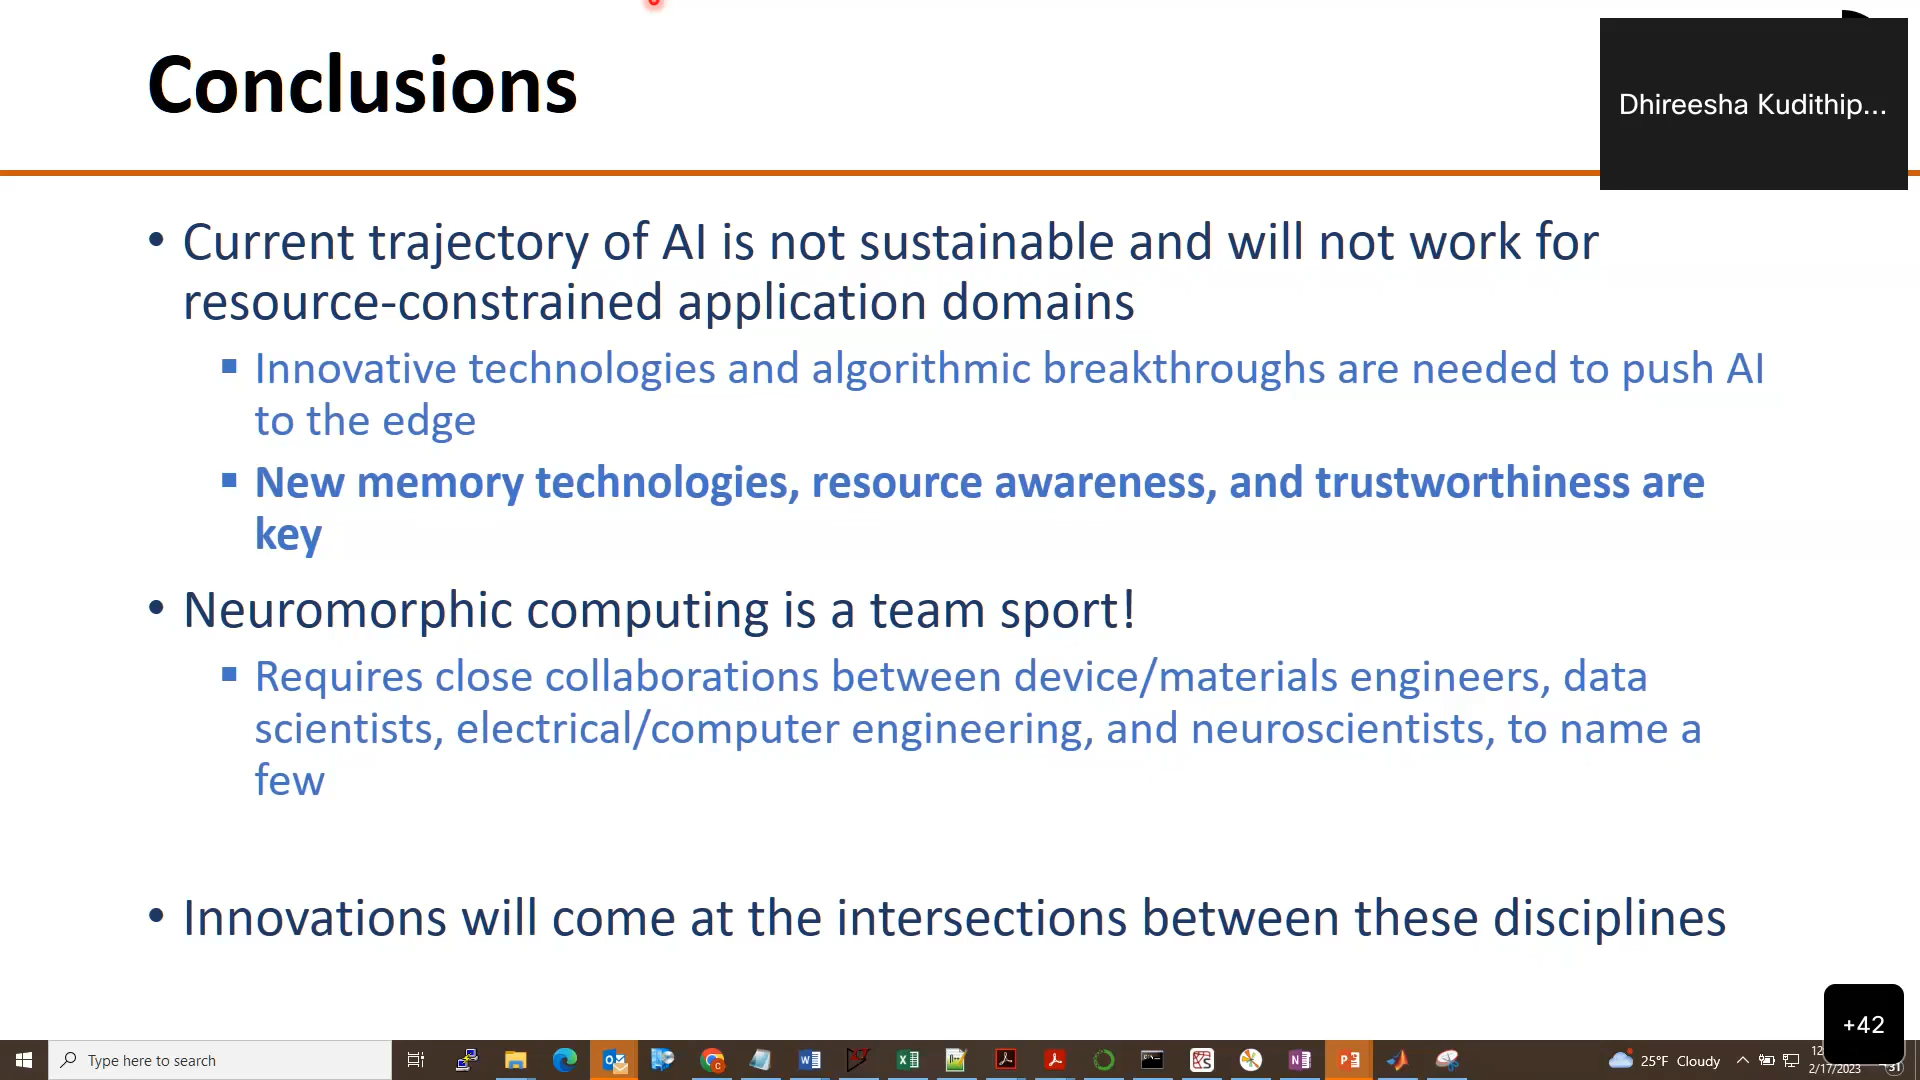 Conclusions
Dhireesha Kudithip...
• Current trajectory of AI is not sustainable and will not work for
resource-constrained application domains
▪ Innovative technologies and algorithmic breakthroughs are needed to push AI
to the edge
▪ New memory technologies, resource awareness, and trustworthiness are
key
• Neuromorphic computing is a team sport!
▪ Requires close collaborations between device/materials engineers, data
scientists, electrical/computer engineering, and neuroscientists, to name a
few
• Innovations will come at the intersections between these disciplines
+42
Type here to search
25°F Cloudy
2/17/2023
31